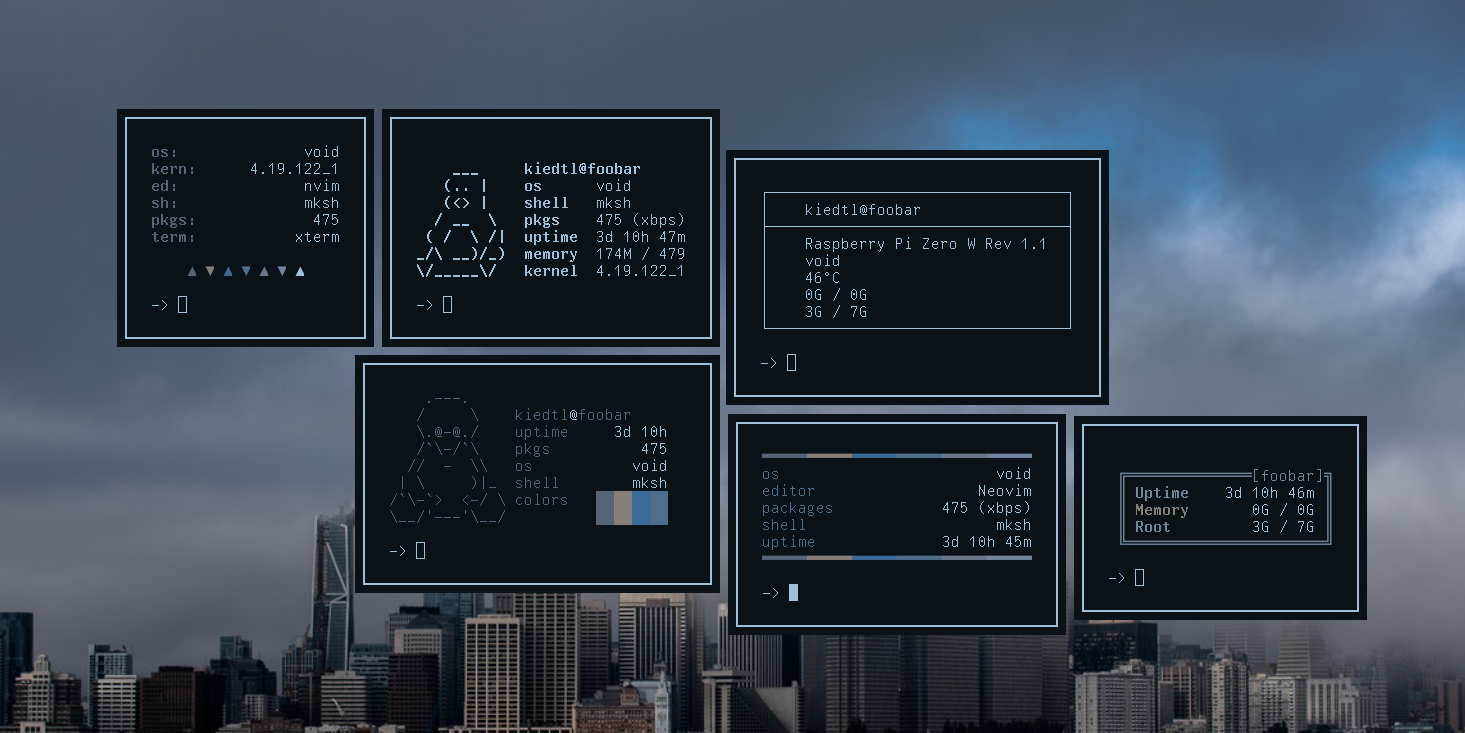 os: void
kern: 4.19.122_1
ed: nvim
sh: mksh
pkgs: 475
term: xterm
▲ ▼ ▲ ▼ ▲ ▼ ▲
->
kiedtl@foobar
os void
shell mksh
pkgs 475 (xbps)
uptime 3d 10h 47m
memory 174M / 479
kernel 4.19.122_1
->
kiedtl@foobar
Raspberry Pi Zero W Rev 1.1
void
46°C
0G / 0G
3G / 7G
->
kiedtl@foobar
uptime 3d 10h
pkgs 475
os void
shell mksh
colors
->
os void
editor Neovim
packages 475 (xbps)
shell mksh
uptime 3d 10h 45m
->
[foobar]
Uptime 3d 10h 46m
Memory 0G / 0G
Root 3G / 7G
->